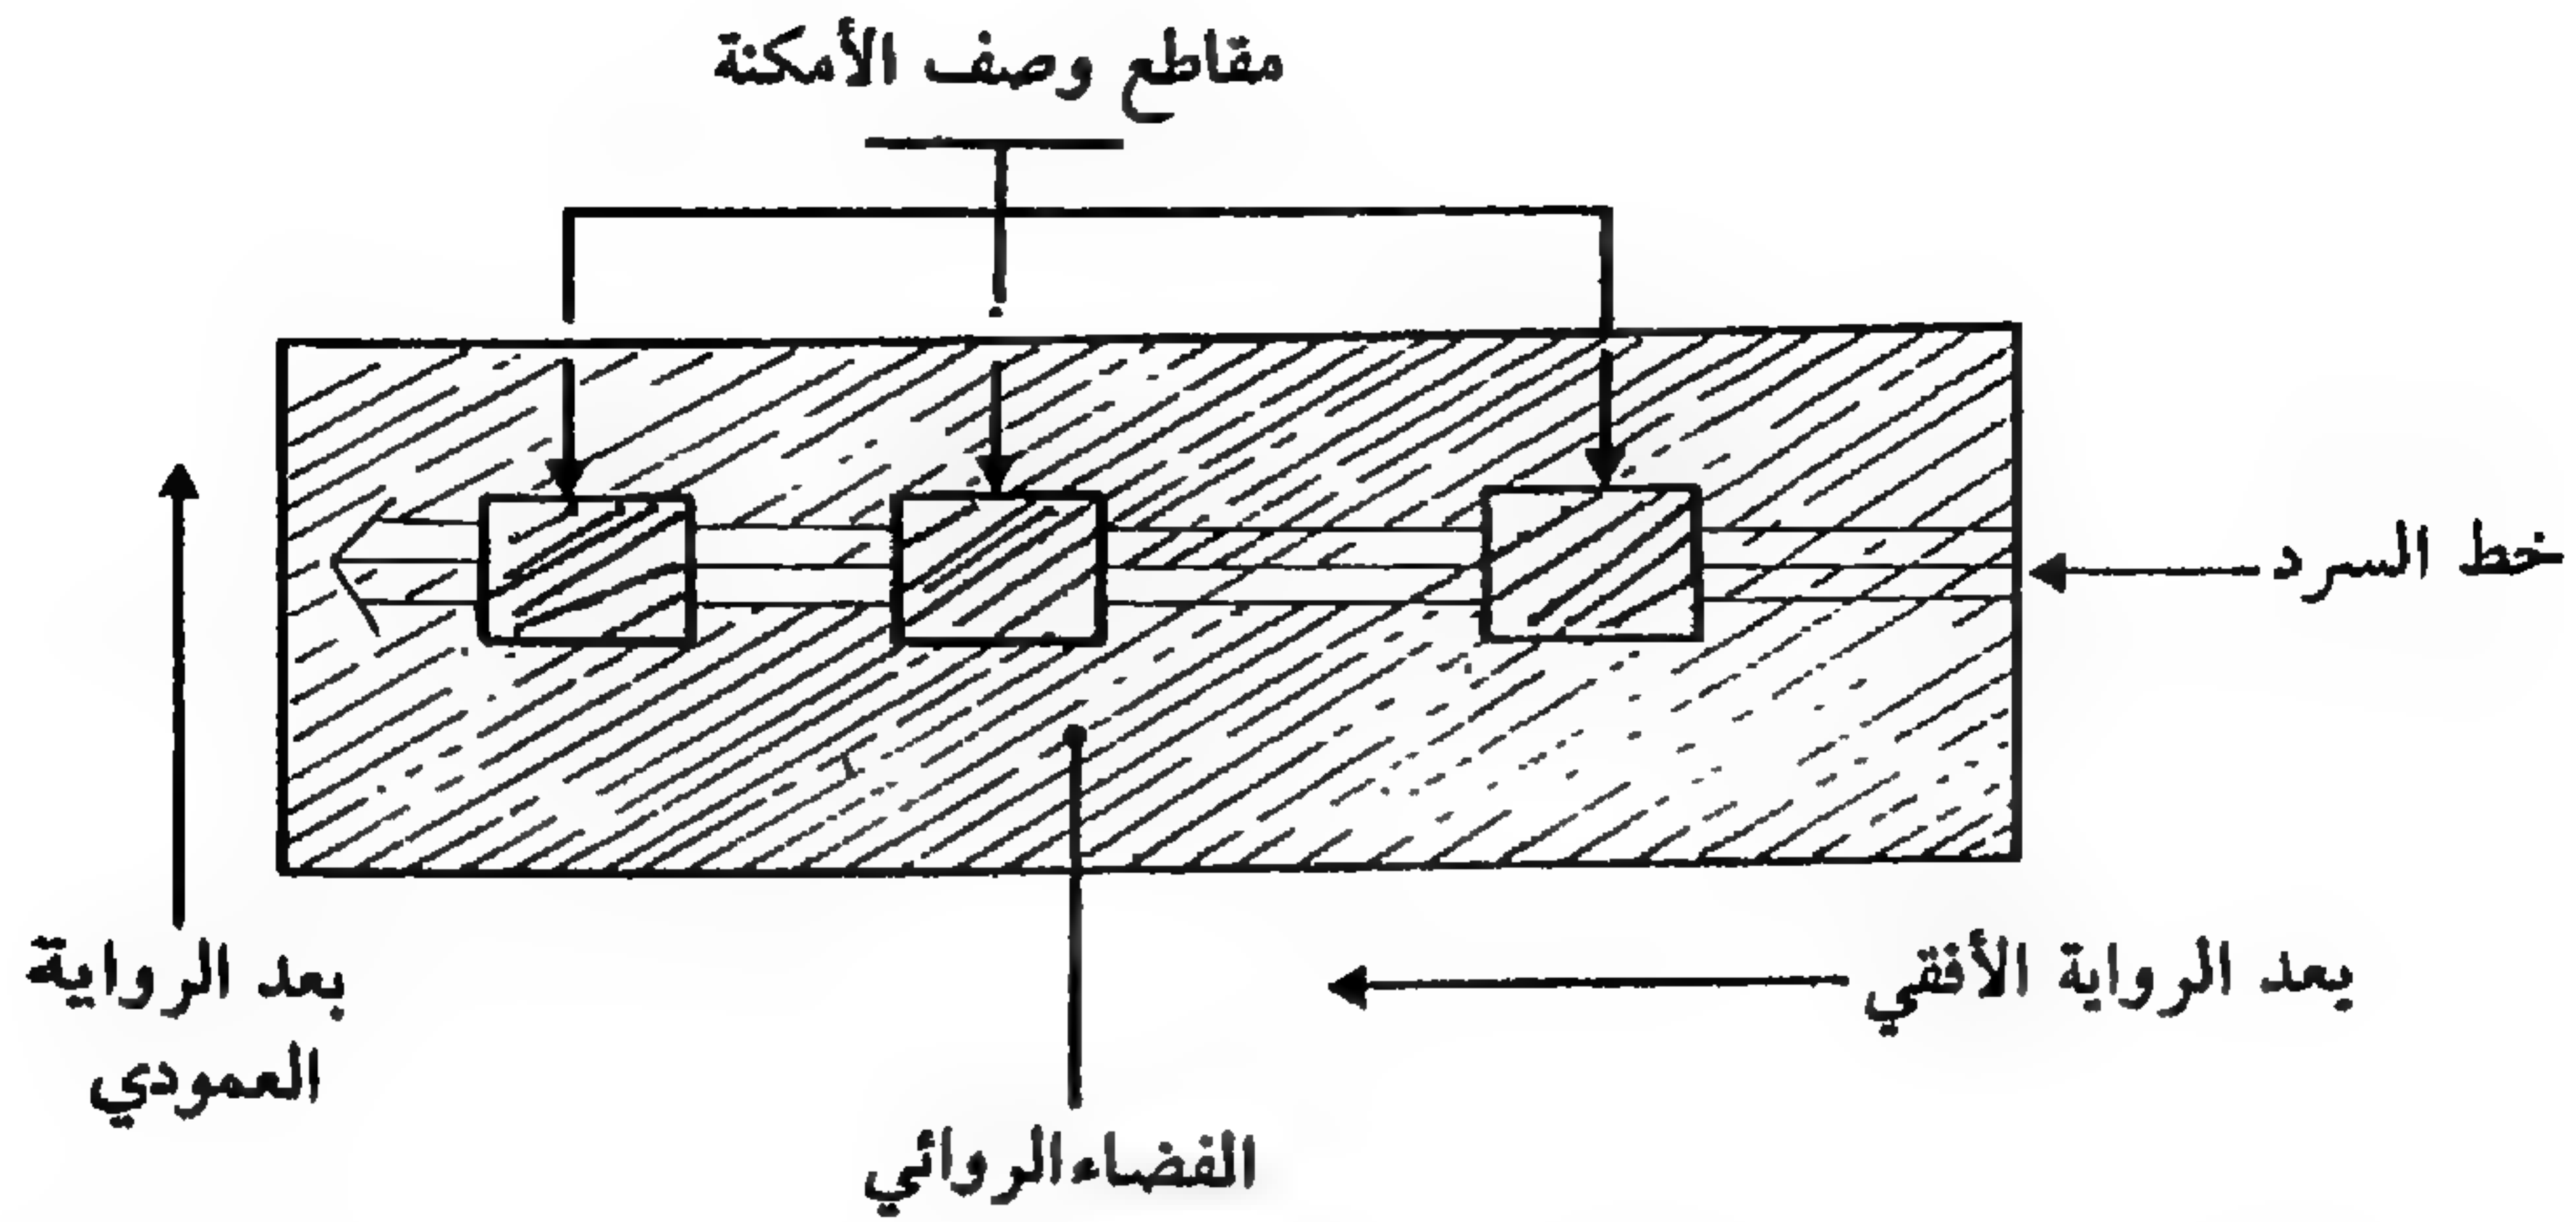 مقاطع وصف الأمكنة
خط السرد
بعد الرواية الأفقي
بعد الرواية
العمودي
الفضاء الروائي